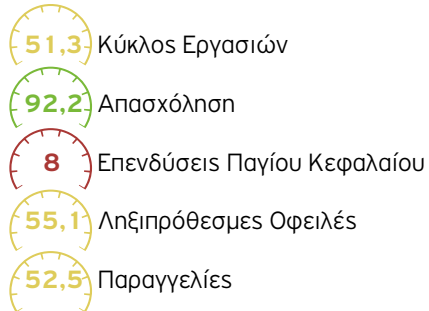 51,3 Κύκλος Εργασιών
92,2 Απασχόληση
8 Επενδύσεις Παγίου Κεφαλαίου
55,1 Ληξιπρόθεσμες Οφειλές
52,5 Παραγγελίες